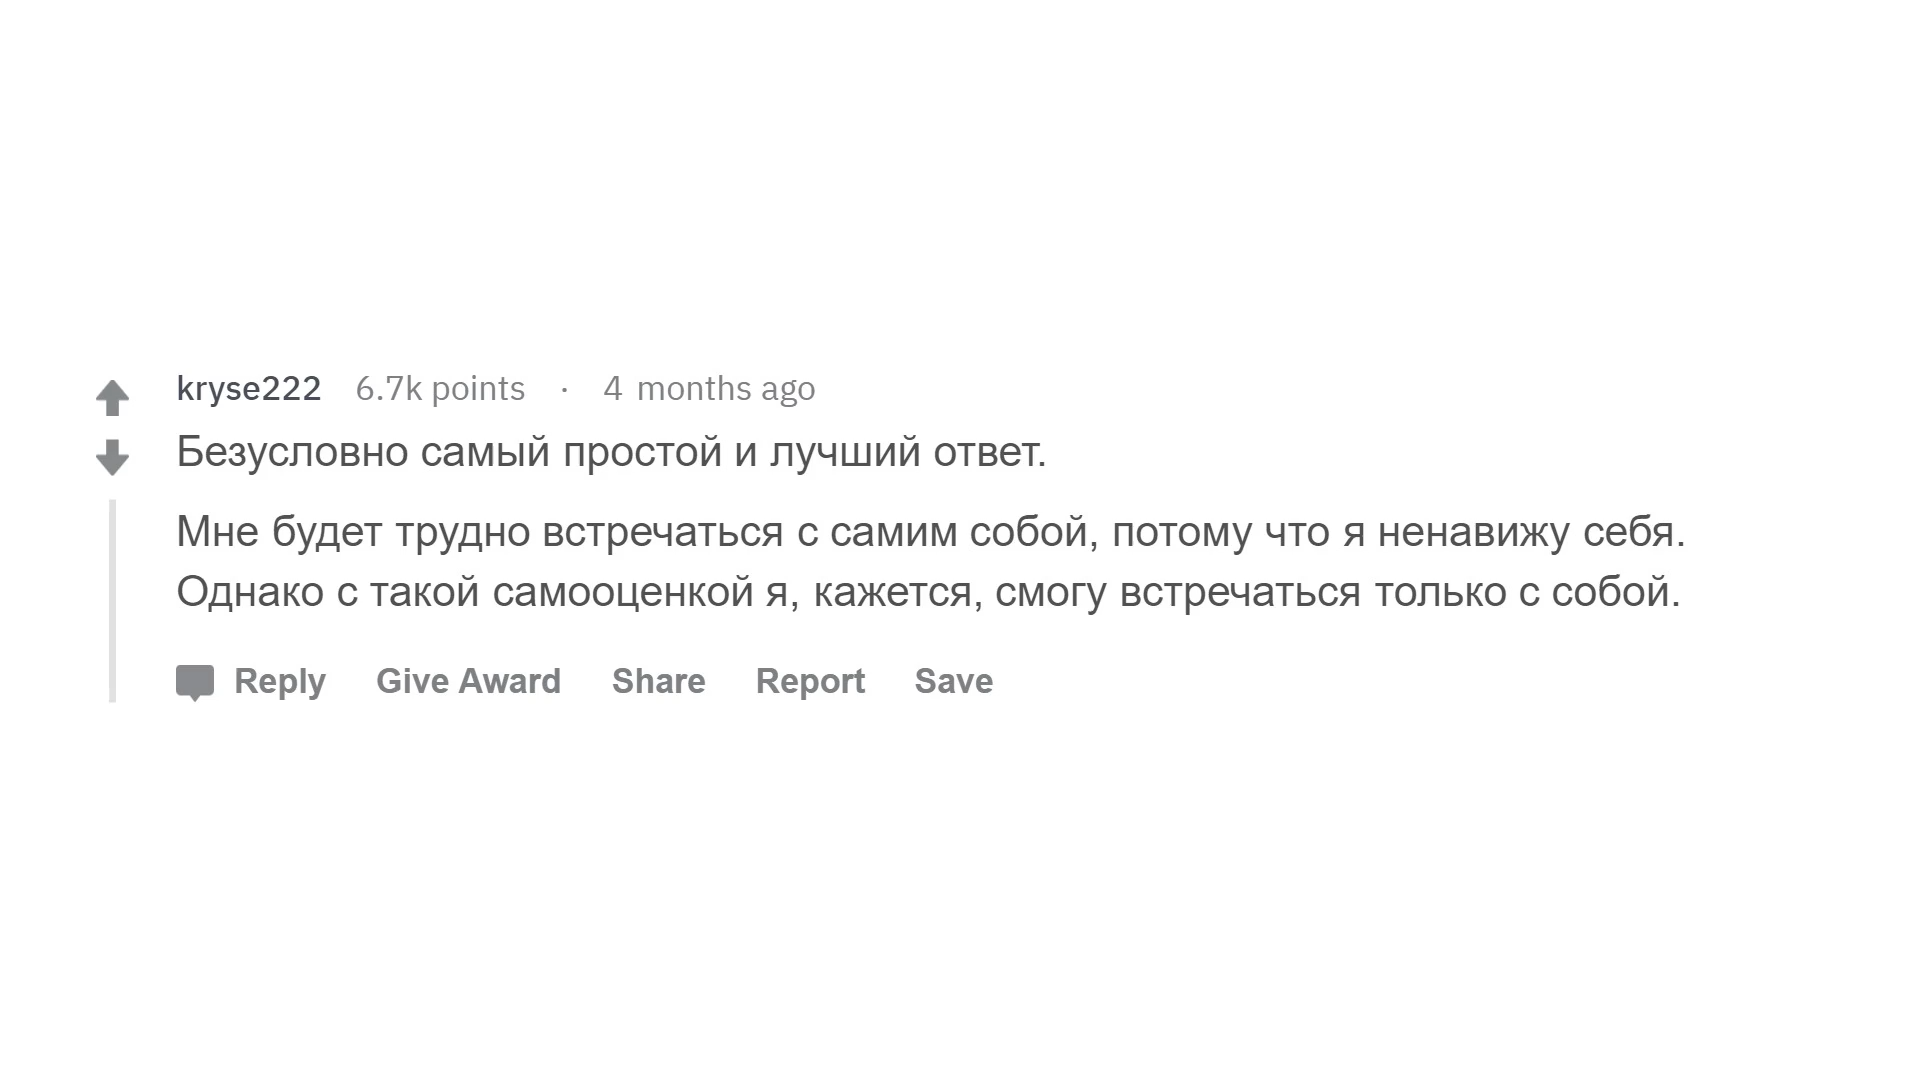 kryse222 6.7k points · 4 months ago
Безусловно самый простой и лучший ответ.
Мне будет трудно встречаться с самим собой, потому что я ненавижу себя.
Однако с такой самооценкой я, кажется, смогу встречаться только с собой.
Reply Give Award Share Report Save